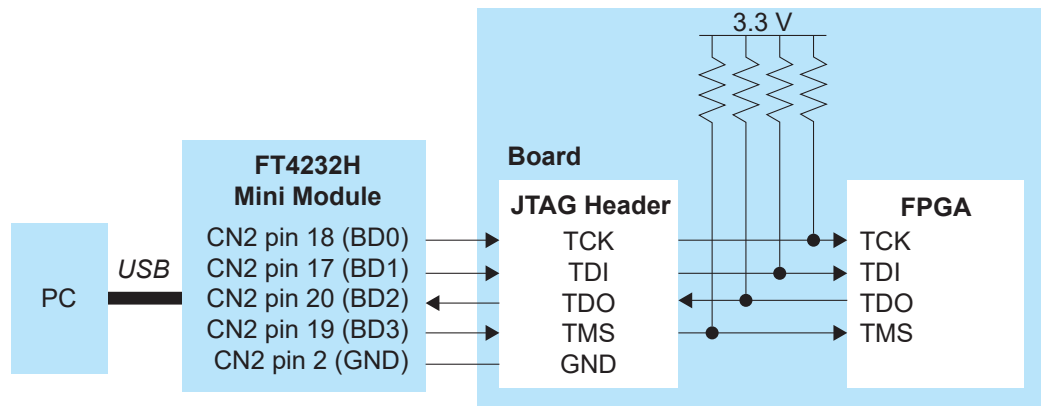 3.3 V
FT4232H
Mini Module
CN2 pin 18 (BD0)
CN2 pin 17 (BD1)
CN2 pin 20 (BD2)
CN2 pin 19 (BD3)
CN2 pin 2 (GND)
PC
USB
Board
JTAG Header
TCK
TDI
TDO
TMS
GND
FPGA
TCK
TDI
TDO
TMS